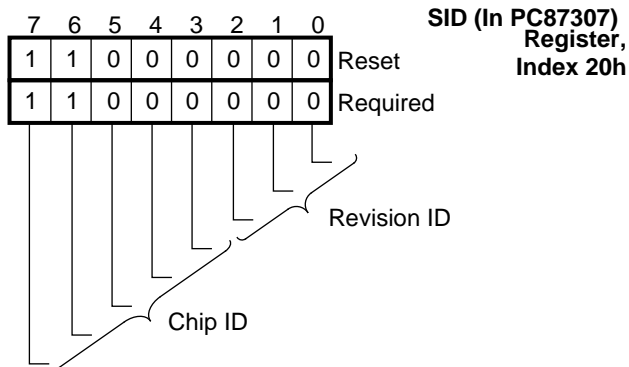 SID (In PC87307)
Register,
Index 20h
7 6 5 4 3 2 1 0
1 1 0 0 0 0 0 0 Reset
1 1 0 0 0 0 0 0 Required
Revision ID
Chip ID